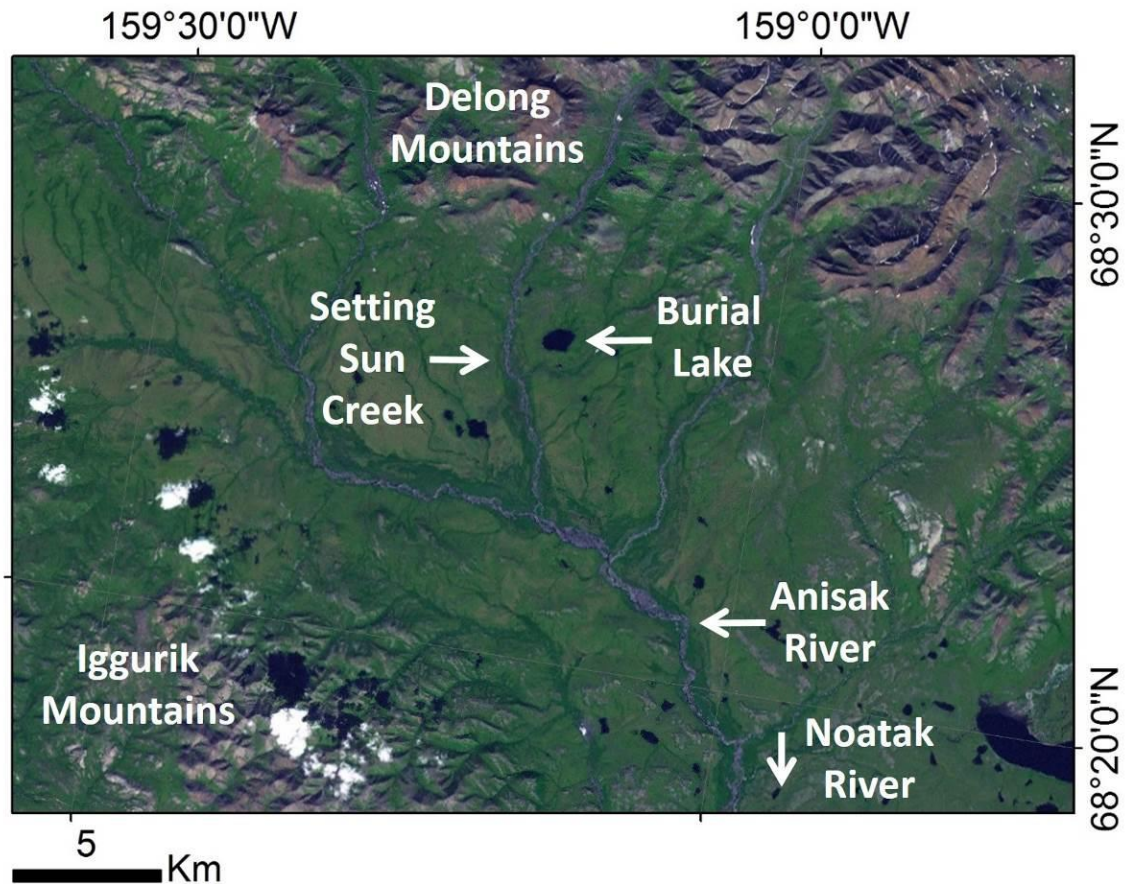 159°30'0"W
159°0'0"W
Delong
Mountains
68°30'0"N
Setting
Sun
Creek
Burial
Lake
Anisak
River
Iggurik
Mountains
Noatak
River
68°20'0"N
5
Km